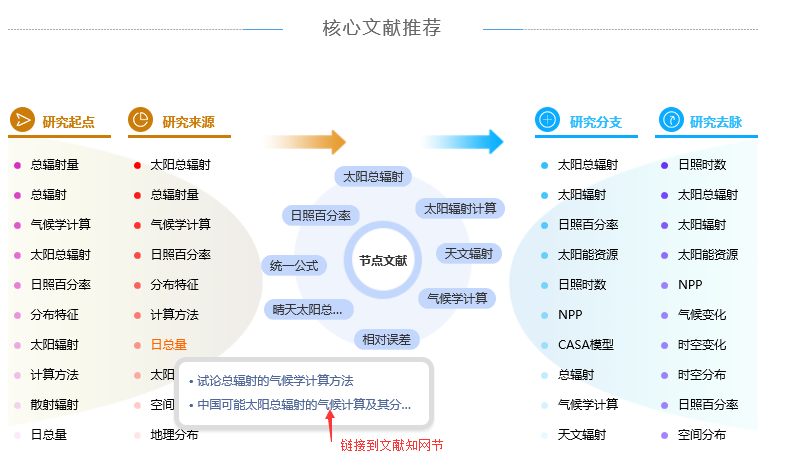 核心文献推荐
研究起点
总辐射量
总辐射
气候学计算
太阳总辐射
日照百分率
分布特征
太阳辐射
计算方法
散射辐射
日总量
研究来源
太阳总辐射
总辐射量
气候学计算
日照百分率
分布特征
计算方法
日总量
太阳
空间
地理分布
试论总辐射的气候学计算方法
中国可能太阳总辐射的气候计算及其分...
链接到文献知网节
太阳总辐射
日照百分率
太阳辐射计算
统一公式
节点文献
天文辐射
晴天太阳总...
气候学计算
相对误差
研究分支
太阳总辐射
太阳辐射
日照百分率
太阳能资源
日照时数
NPP
CASA模型
总辐射
气候学计算
天文辐射
研究去脉
日照时数
太阳总辐射
太阳辐射
太阳能资源
NPP
气候变化
时空变化
时空分布
日照百分率
空间分布